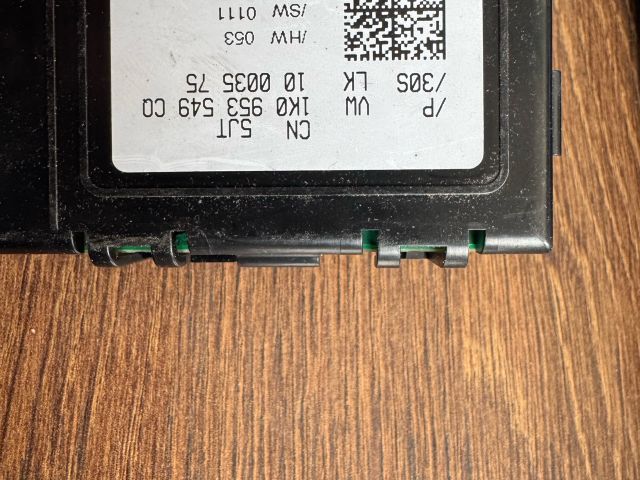 CN 5JT
/P VW 1K0 953 549 CQ
/30S LK 10 0035 75
/HW 053
/SW 0111